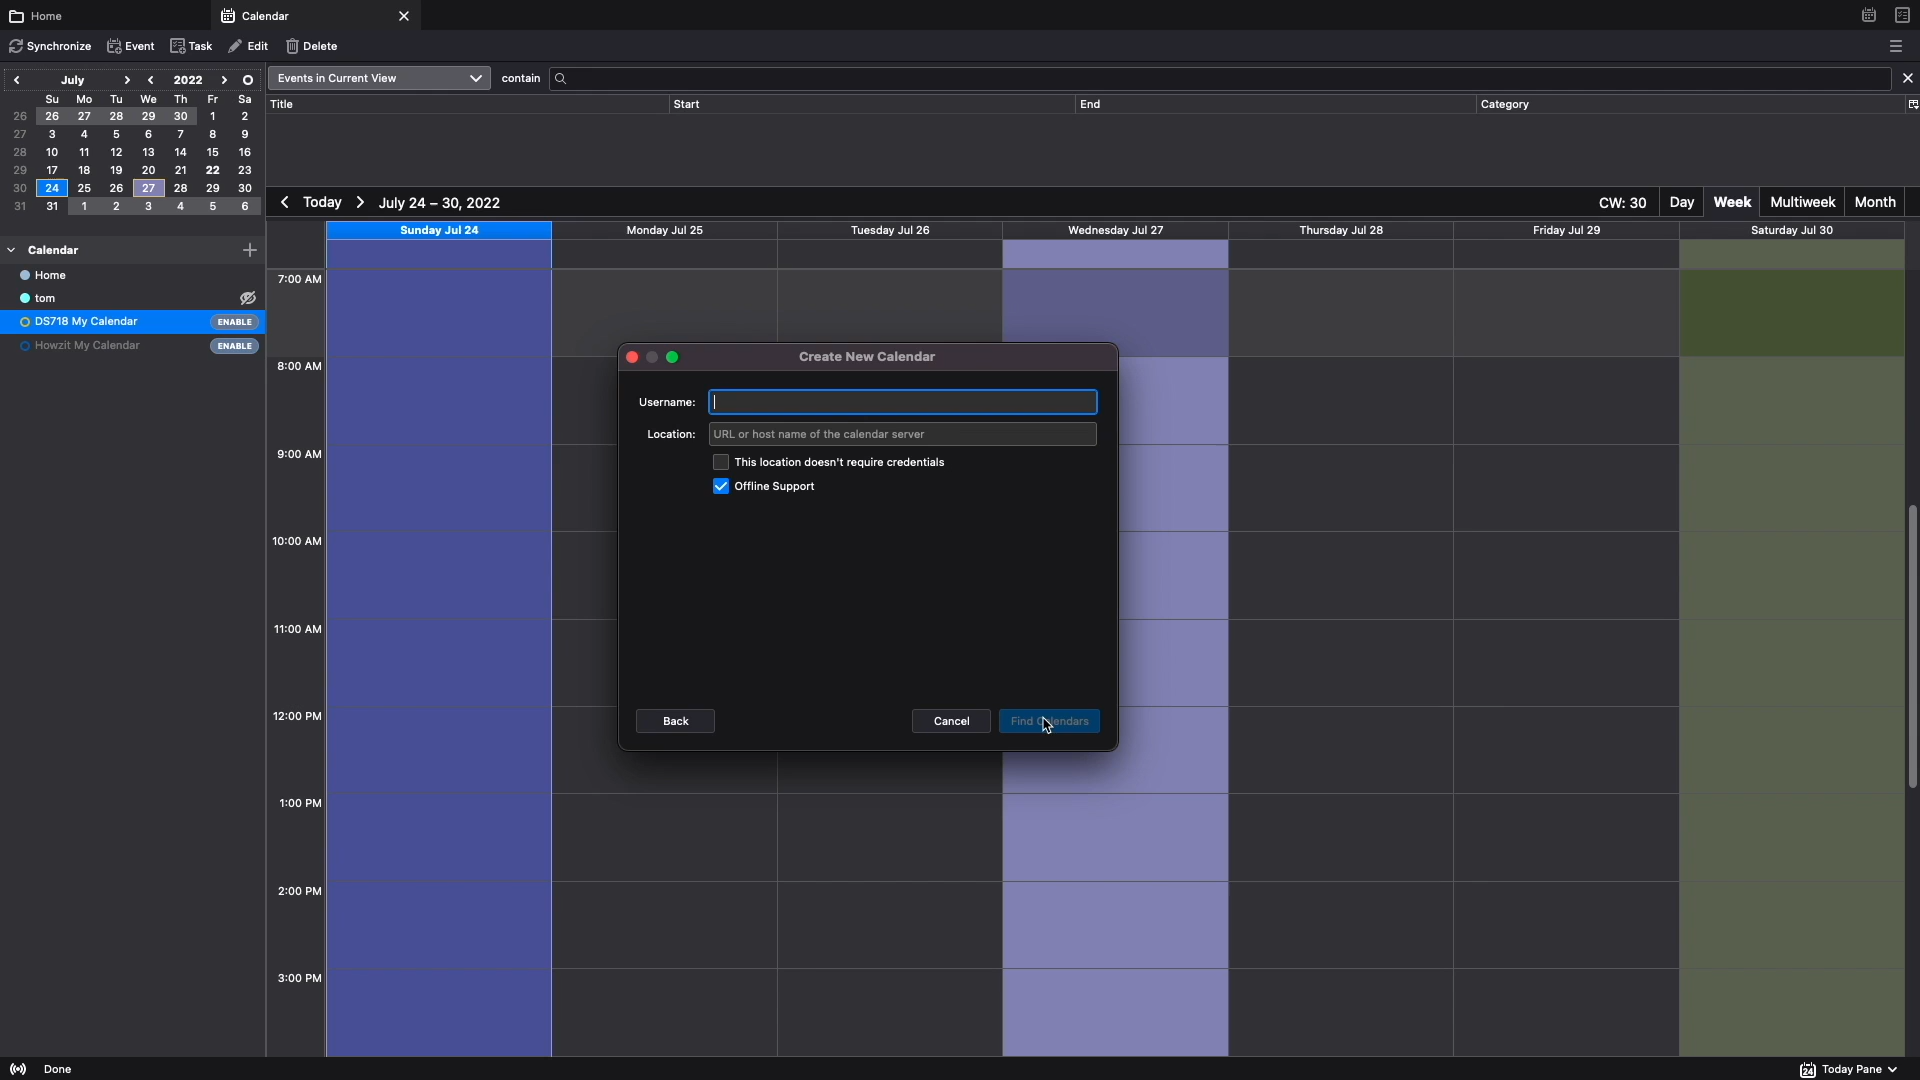 Home
Calendar
Synchronize Event Task Edit Delete
July 2022
Su Mo Tu We Th Fr Sa
26 26 27 28 29 30 1 2
27 3 4 5 6 7 8 9
28 10 11 12 13 14 15 16
29 17 18 19 20 21 22 23
30 24 25 26 27 28 29 30
31 31 1 2 3 4 5 6
Calendar
Home
tom
DS718 My Calendar ENABLE
Howzit My Calendar ENABLE
Events in Current View contain
Title Start End Category
Today July 24 – 30, 2022 CW: 30 Day Week Multiweek Month
Sunday Jul 24 Monday Jul 25 Tuesday Jul 26 Wednesday Jul 27 Thursday Jul 28 Friday Jul 29 Saturday Jul 30
7:00 AM
8:00 AM
9:00 AM
10:00 AM
11:00 AM
12:00 PM
1:00 PM
2:00 PM
3:00 PM
Create New Calendar
Username:
Location: URL or host name of the calendar server
This location doesn't require credentials
Offline Support
Back Cancel Find Calendars
Done
24 Today Pane